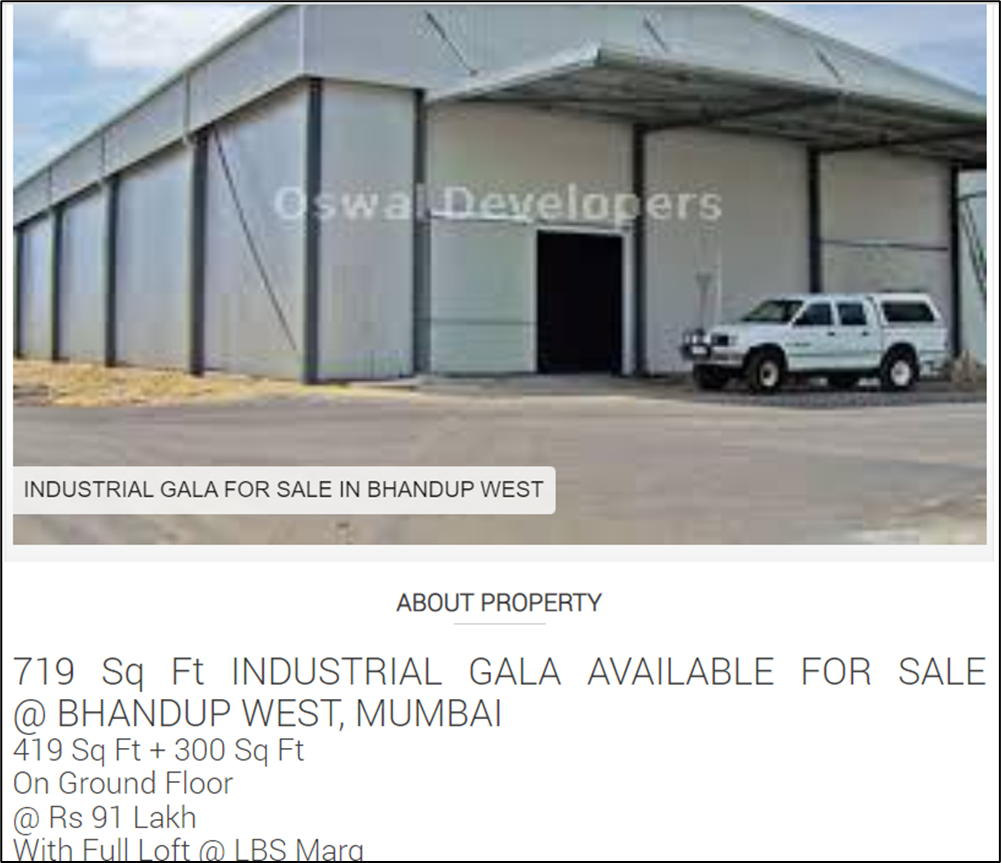 Oswal Developers
INDUSTRIAL GALA FOR SALE IN BHANDUP WEST
ABOUT PROPERTY
719 Sq Ft INDUSTRIAL GALA AVAILABLE FOR SALE
@ BHANDUP WEST, MUMBAI
419 Sq Ft + 300 Sq Ft
On Ground Floor
@ Rs 91 Lakh
With Full Loft @ LBS Marg